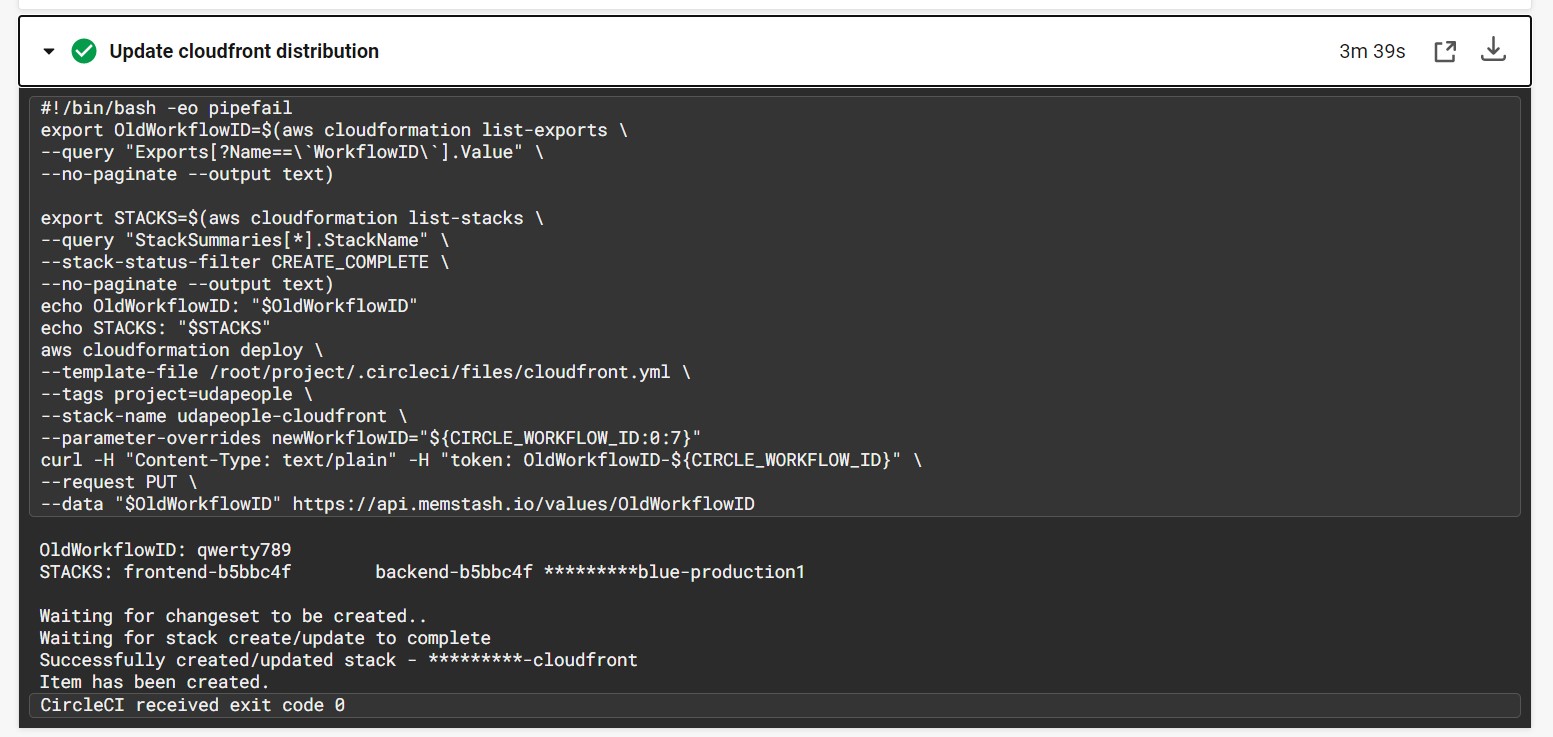 Update cloudfront distribution
3m 39s
#!/bin/bash -eo pipefail
export OldWorkflowID=$(aws cloudformation list-exports \
--query "Exports[?Name==\`WorkflowID\`].Value" \
--no-paginate --output text)
export STACKS=$(aws cloudformation list-stacks \
--query "StackSummaries[*].StackName" \
--stack-status-filter CREATE_COMPLETE \
--no-paginate --output text)
echo OldWorkflowID: "$OldWorkflowID"
echo STACKS: "$STACKS"
aws cloudformation deploy \
--template-file /root/project/.circleci/files/cloudfront.yml \
--tags project=udapeople \
--stack-name udapeople-cloudfront \
--parameter-overrides newWorkflowID="${CIRCLE_WORKFLOW_ID:0:7}"
curl -H "Content-Type: text/plain" -H "token: OldWorkflowID-${CIRCLE_WORKFLOW_ID}" \
--request PUT \
--data "$OldWorkflowID" https://api.memstash.io/values/OldWorkflowID
OldWorkflowID: qwerty789
STACKS: frontend-b5bbc4f        backend-b5bbc4f *********blue-production1
Waiting for changeset to be created..
Waiting for stack create/update to complete
Successfully created/updated stack - *********-cloudfront
Item has been created.
CircleCI received exit code 0